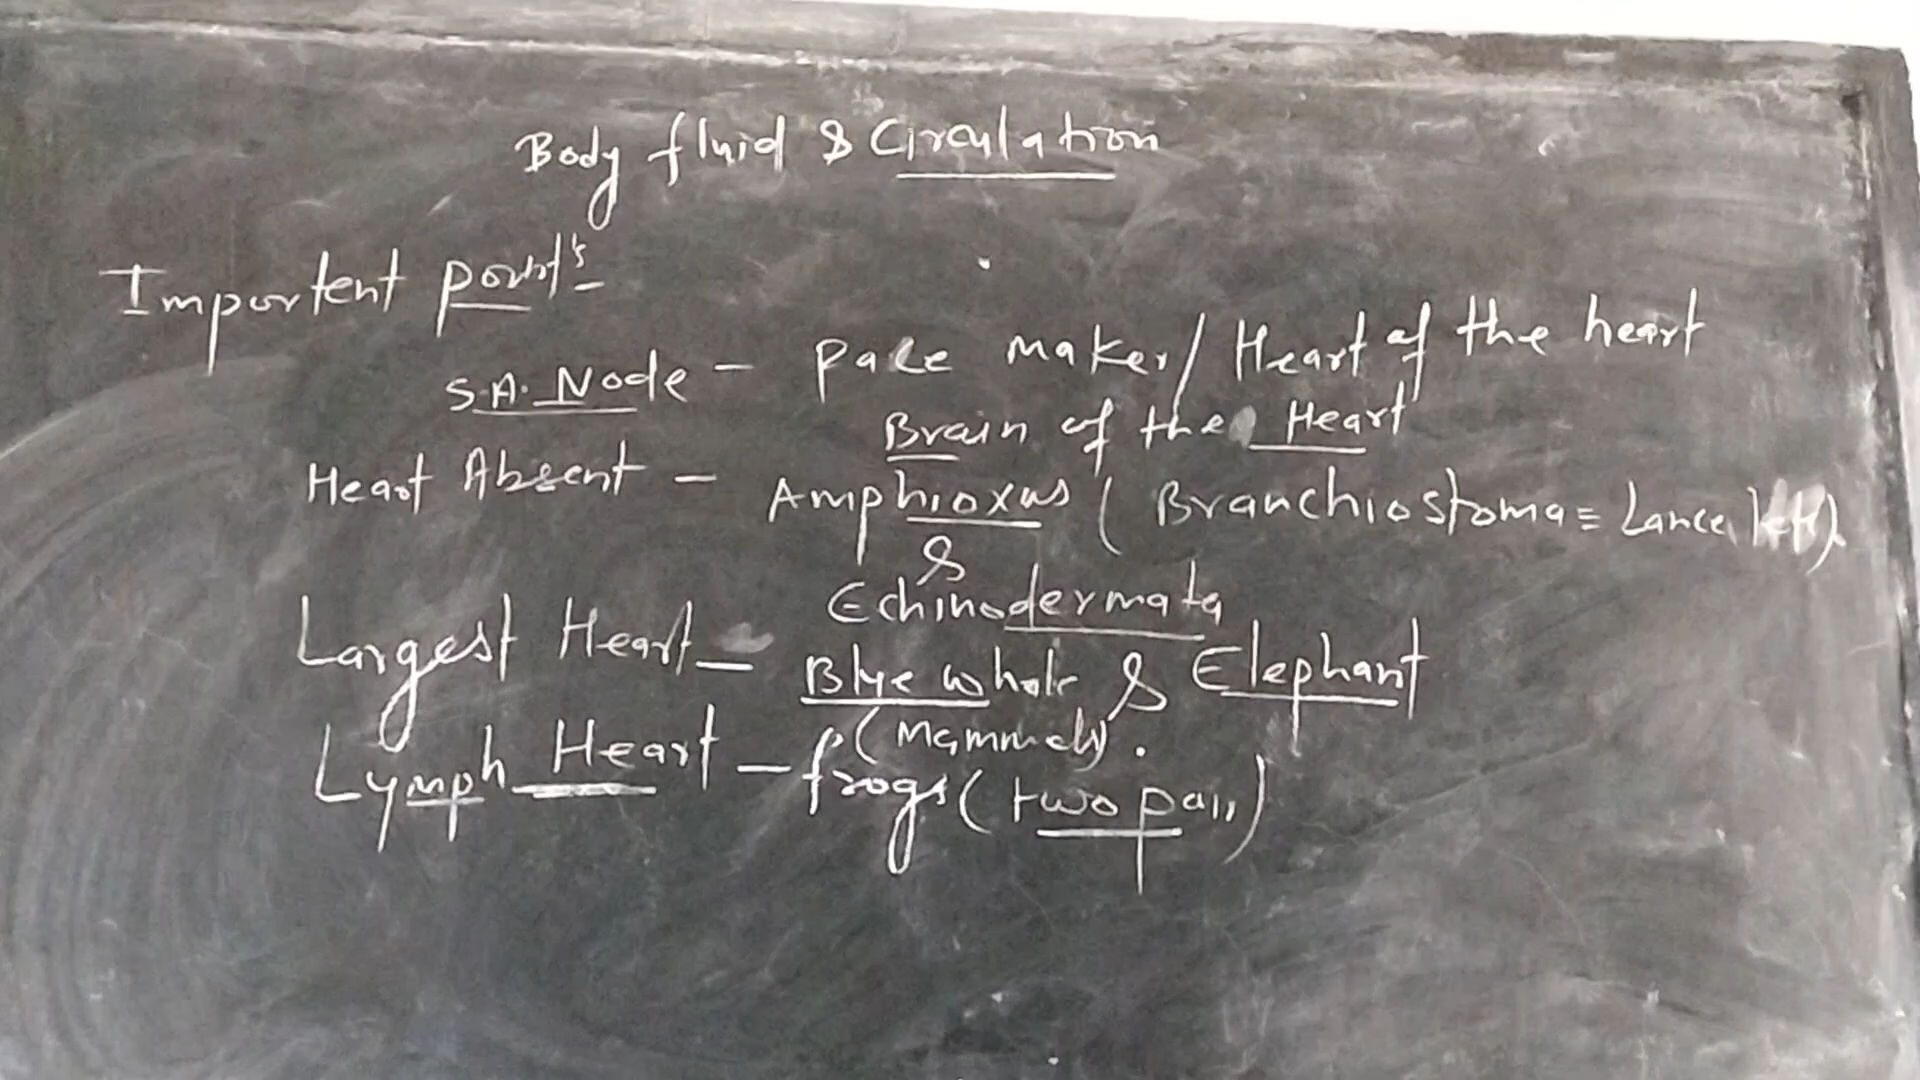 Body fluid & Circulation
Importent point's
S.A. Node - Pace maker/Heart of the heart
Brain of the Heart
Heart Absent - Amphioxus (Branchiostoma = Lancelet)
&
Echinodermata
Largest Heart - Blue whale & Elephant
(Mammals).
Lymph Heart - frogs (two pair)